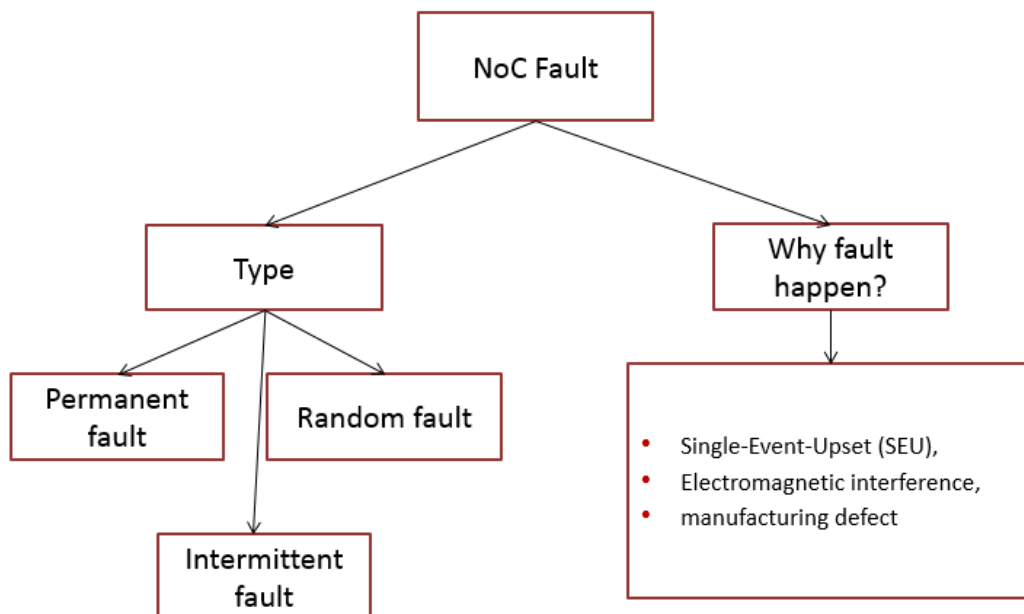 NoC Fault
Type
Why fault
happen?
Permanent
fault
Random fault
Intermittent
fault
• Single-Event-Upset (SEU),
• Electromagnetic interference,
• manufacturing defect